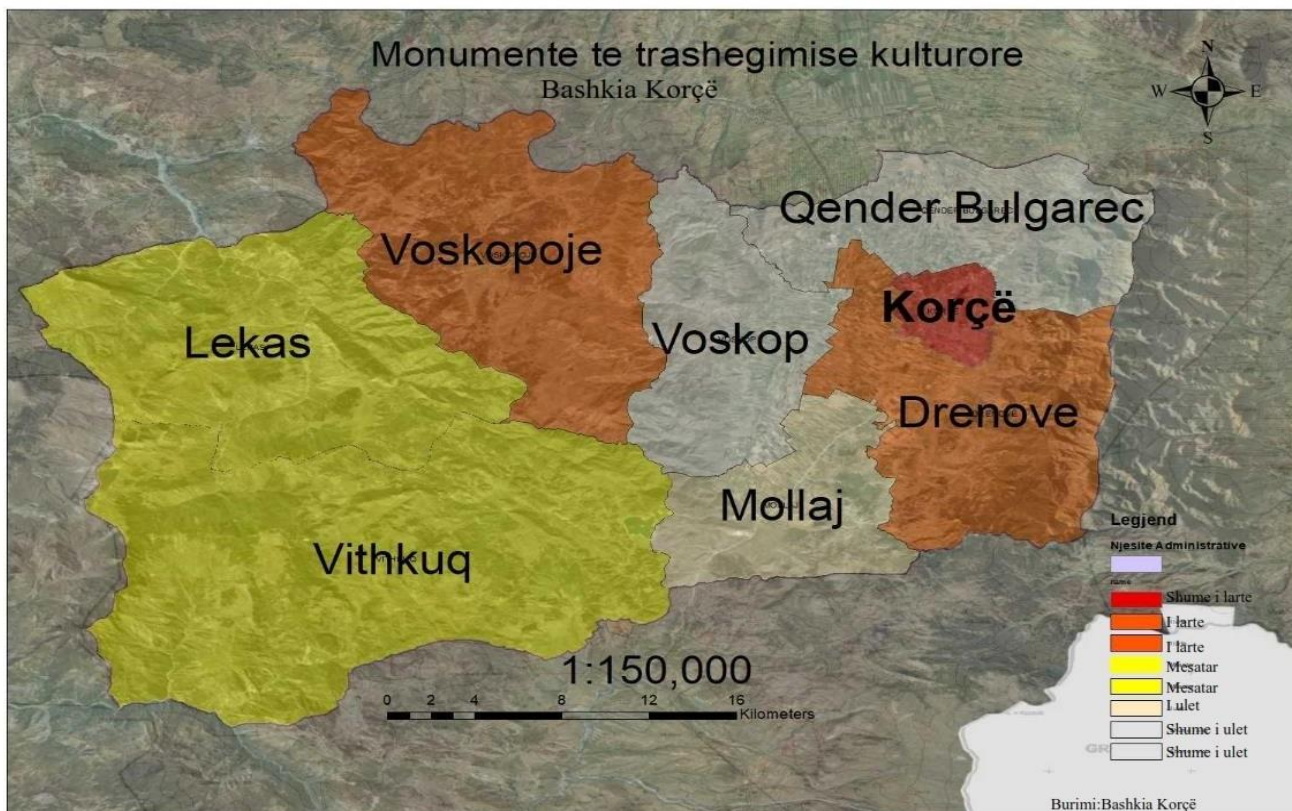 Monumente te trashegimise kulturore
Bashkia Korçë
N
W E
S
Qender Bulgarec
Voskopoje
Korçë
Lekas
Voskop
Drenove
Mollaj
Vithkuq
1:150,000
0 2 4 8 12 16
Kilometers
Legjend
Njesite Administrative
name
Shume i larte
I larte
I larte
Mesatar
Mesatar
I ulet
Shume i ulet
Shume i ulet
Burimi:Bashkia Korçë